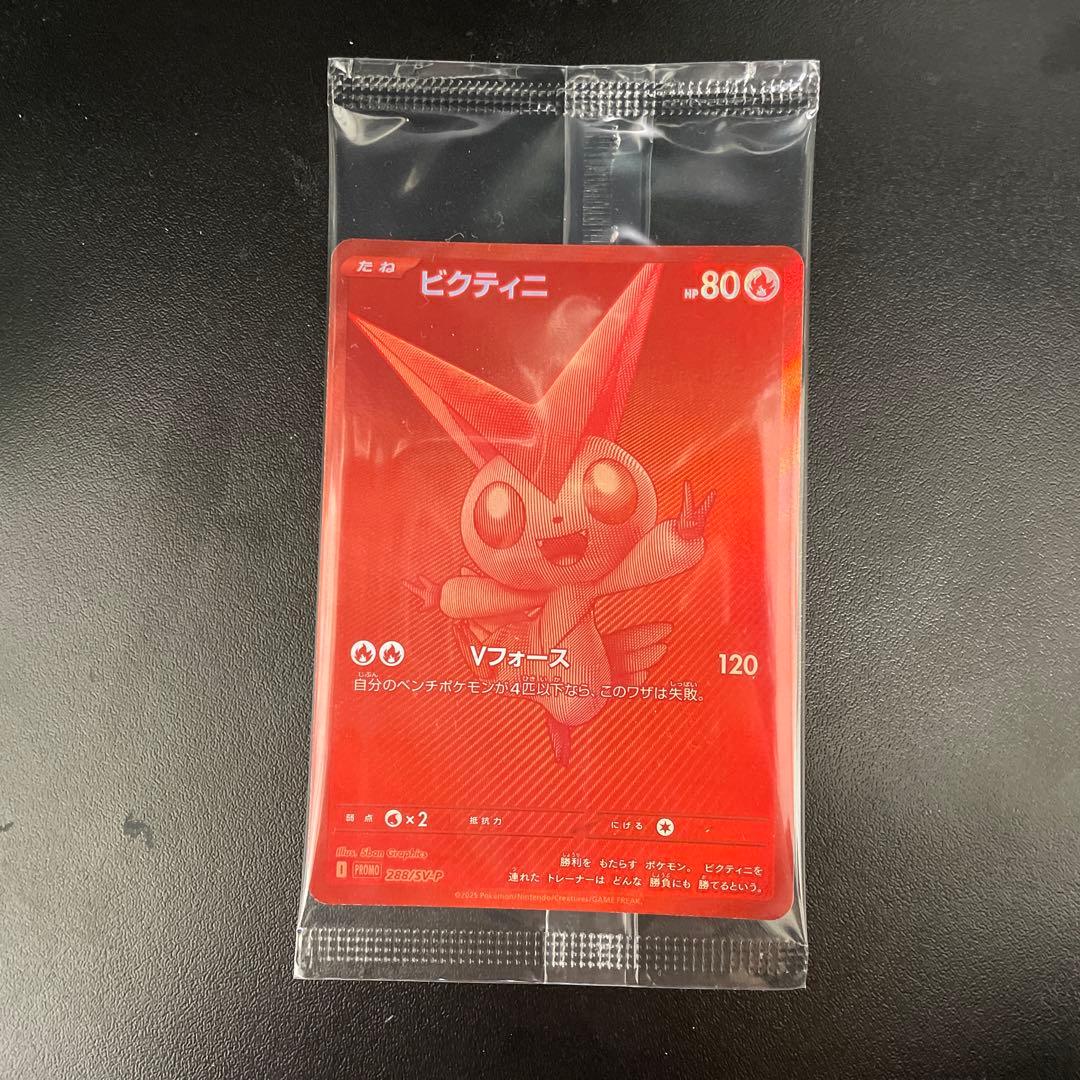 たね ビクティニ HP80
Vフォース 120
自分のベンチポケモンが4匹以下なら、このワザは失敗。
弱点 ×2 抵抗力 にげる
Illus. 5ban Graphics
I PROMO 288/SV-P
勝利を もたらす ポケモン。 ビクティニを
連れた トレーナーは どんな 勝負にも 勝てるという。
©2025 Pokémon/Nintendo/Creatures/GAME FREAK.